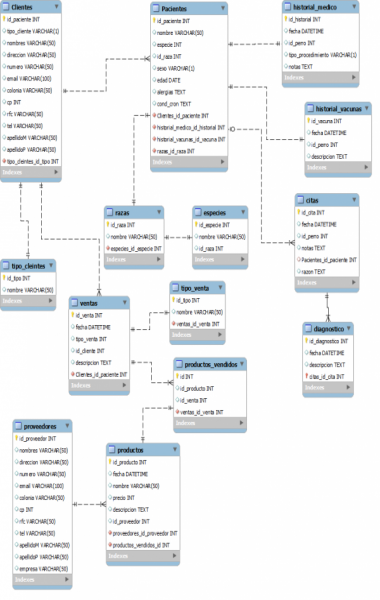 Clientes
id_paciente INT
tipo_cliente VARCHAR(1)
nombres VARCHAR(50)
direccion VARCHAR(50)
numero VARCHAR(50)
email VARCHAR(100)
colonia VARCHAR(50)
cp INT
rfc VARCHAR(50)
tel VARCHAR(50)
apellidoM VARCHAR(50)
apellidoP VARCHAR(50)
tipo_clientes_id_tipo INT
Indexes
Pacientes
id_paciente INT
nombre VARCHAR(50)
especie INT
id_raza INT
sexo VARCHAR(1)
edad DATE
alergias TEXT
cond_cron TEXT
Clientes_id_paciente INT
historial_medico_id_historial INT
historial_vacunas_id_vacuna INT
razas_id_raza INT
Indexes
historial_medico
id_historial INT
fecha DATETIME
id_perro INT
tipo_procedimiento VARCHAR(1)
notas TEXT
Indexes
historial_vacunas
id_vacuna INT
fecha DATETIME
id_perro INT
descripcion TEXT
Indexes
razas
id_raza INT
nombre VARCHAR(50)
especies_id_especie INT
Indexes
especies
id_especie INT
nombre VARCHAR(50)
id_raza INT
Indexes
citas
id_cita INT
fecha DATETIME
id_perro INT
notas TEXT
Pacientes_id_paciente INT
razon TEXT
Indexes
tipo_cleintes
id_tipo INT
nombre VARCHAR(50)
Indexes
ventas
id_venta INT
fecha DATETIME
tipo_venta INT
id_cliente INT
descripcion TEXT
Clientes_id_paciente INT
Indexes
tipo_venta
id_tipo INT
nombre VARCHAR(50)
ventas_id_venta INT
Indexes
diagnostico
id_diagnostico INT
fecha DATETIME
descripcion TEXT
citas_id_cita INT
Indexes
productos_vendidos
id INT
id_producto INT
id_venta INT
ventas_id_venta INT
Indexes
proveedores
id_proveedor INT
nombres VARCHAR(50)
direccion VARCHAR(50)
numero VARCHAR(50)
email VARCHAR(100)
colonia VARCHAR(50)
cp INT
rfc VARCHAR(50)
tel VARCHAR(50)
apellidoM VARCHAR(50)
apellidoP VARCHAR(50)
empresa VARCHAR(50)
Indexes
productos
id_producto INT
fecha DATETIME
nombre VARCHAR(50)
precio INT
descripcion TEXT
id_proveedor INT
proveedores_id_proveedor INT
productos_vendidos_id INT
Indexes